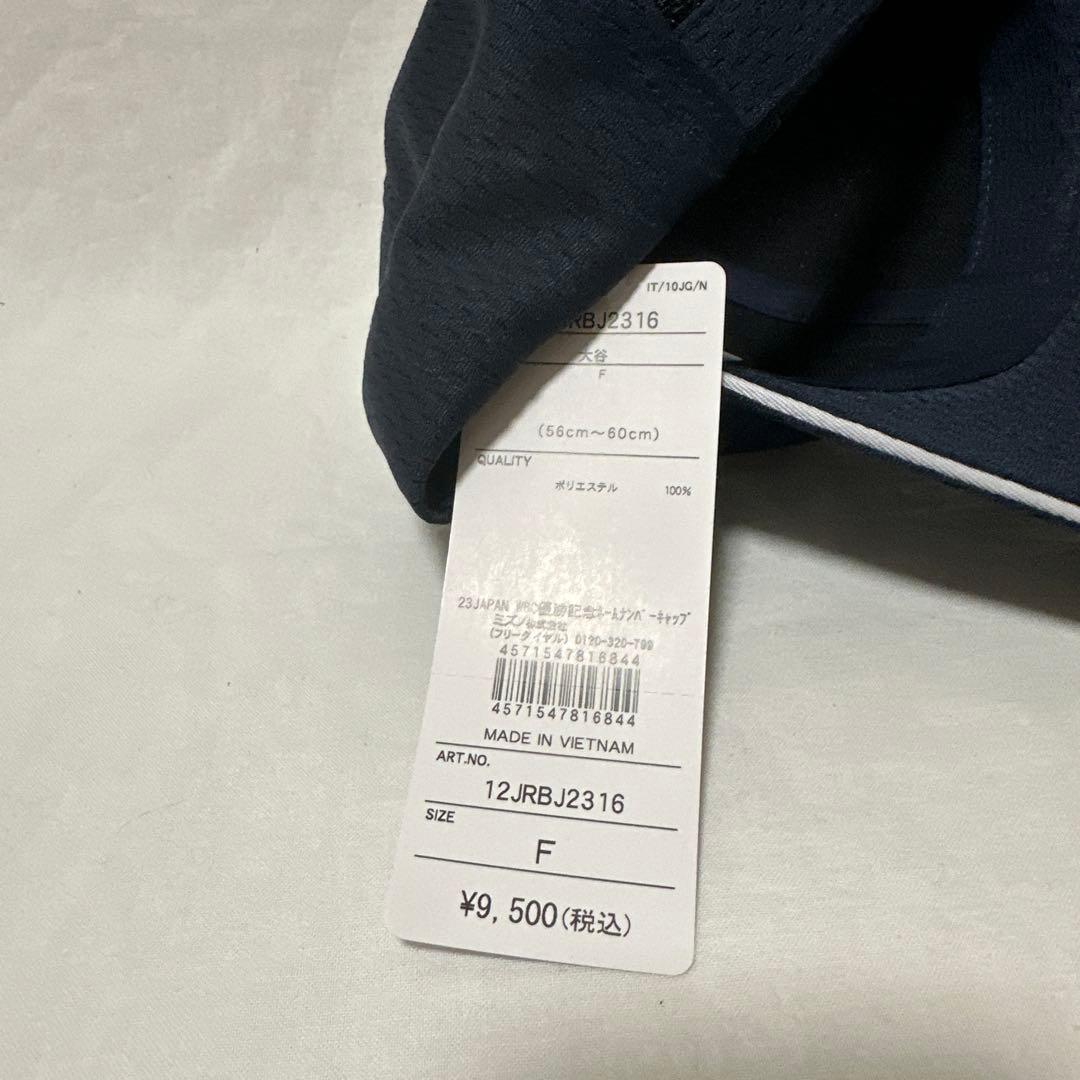 IT/10JG/N
RBJ2316
大谷
F
(56cm～60cm)
QUALITY
ポリエステル 100%
23JAPAN WBC優勝記念ネームナンバーキャップ
ミズノ株式会社
(フリーダイヤル) 0120-320-799
4571547816844
4571547816844
MADE IN VIETNAM
ART.NO.
12JRBJ2316
SIZE
F
¥9,500(税込)